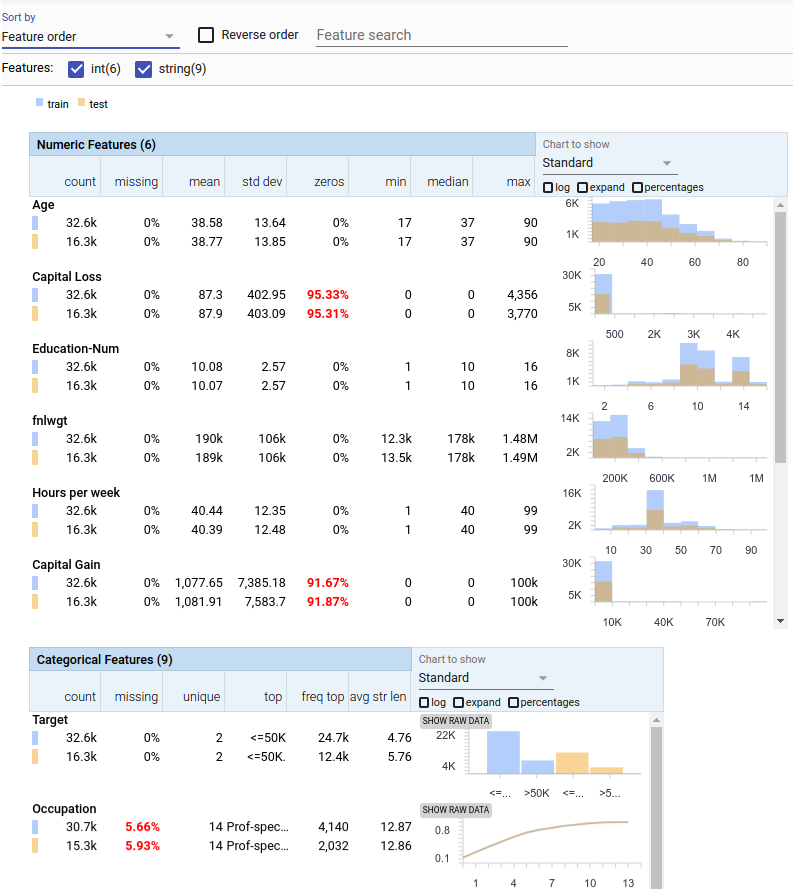 Sort by
Feature order
Reverse order
Feature search
Features:
int(6)
string(9)
train test
Numeric Features (6)
Chart to show
Standard
log expand percentages
count missing mean std dev zeros min median max
Age
32.6k 0% 38.58 13.64 0% 17 37 90
16.3k 0% 38.77 13.85 0% 17 37 90
6K
1K
20 40 60 80
Capital Loss
32.6k 0% 87.3 402.95 95.33% 0 0 4,356
16.3k 0% 87.9 403.09 95.31% 0 0 3,770
30K
5K
500 2K 3K 4K
Education-Num
32.6k 0% 10.08 2.57 0% 1 10 16
16.3k 0% 10.07 2.57 0% 1 10 16
8K
1K
2 6 10 14
fnlwgt
32.6k 0% 190k 106k 0% 12.3k 178k 1.48M
16.3k 0% 189k 106k 0% 13.5k 178k 1.49M
14K
2K
200K 600K 1M 1M
Hours per week
32.6k 0% 40.44 12.35 0% 1 40 99
16.3k 0% 40.39 12.48 0% 1 40 99
16K
2K
10 30 50 70 90
Capital Gain
32.6k 0% 1,077.65 7,385.18 91.67% 0 0 100k
16.3k 0% 1,081.91 7,583.7 91.87% 0 0 100k
30K
5K
10K 40K 70K
Categorical Features (9)
Chart to show
Standard
log expand percentages
count missing unique top freq top avg str len
Target
32.6k 0% 2 <=50K 24.7k 4.76
16.3k 0% 2 <=50K. 12.4k 5.76
SHOW RAW DATA
22K
4K
<=... >50K <=... >5...
Occupation
30.7k 5.66% 14 Prof-spec... 4,140 12.87
15.3k 5.93% 14 Prof-spec... 2,032 12.86
SHOW RAW DATA
0.8
0.1
1 4 7 10 13